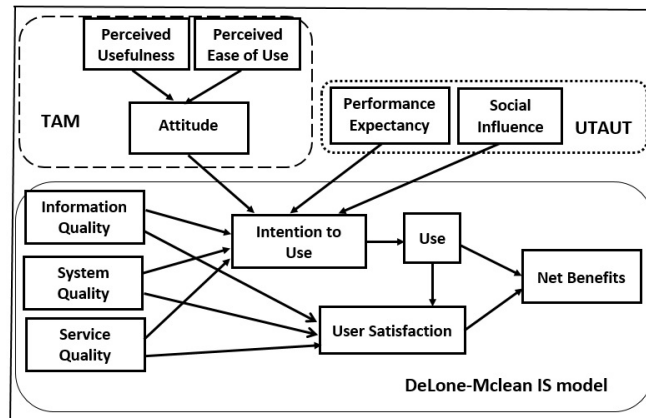 Perceived
Usefulness
Perceived
Ease of Use
TAM
Attitude
Performance
Expectancy
Social
Influence
UTAUT
Information
Quality
Intention to
Use
Use
System
Quality
Net Benefits
Service
Quality
User Satisfaction
DeLone-Mclean IS model